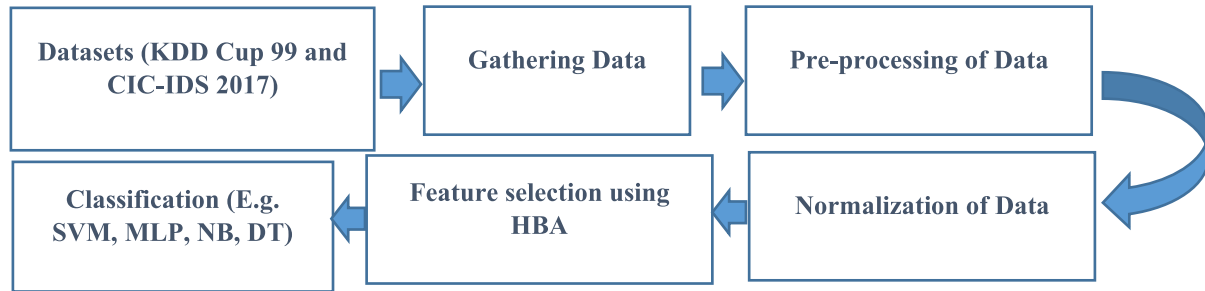 Datasets (KDD Cup 99 and
CIC-IDS 2017)
Gathering Data
Pre-processing of Data
Normalization of Data
Feature selection using
HBA
Classification (E.g.
SVM, MLP, NB, DT)